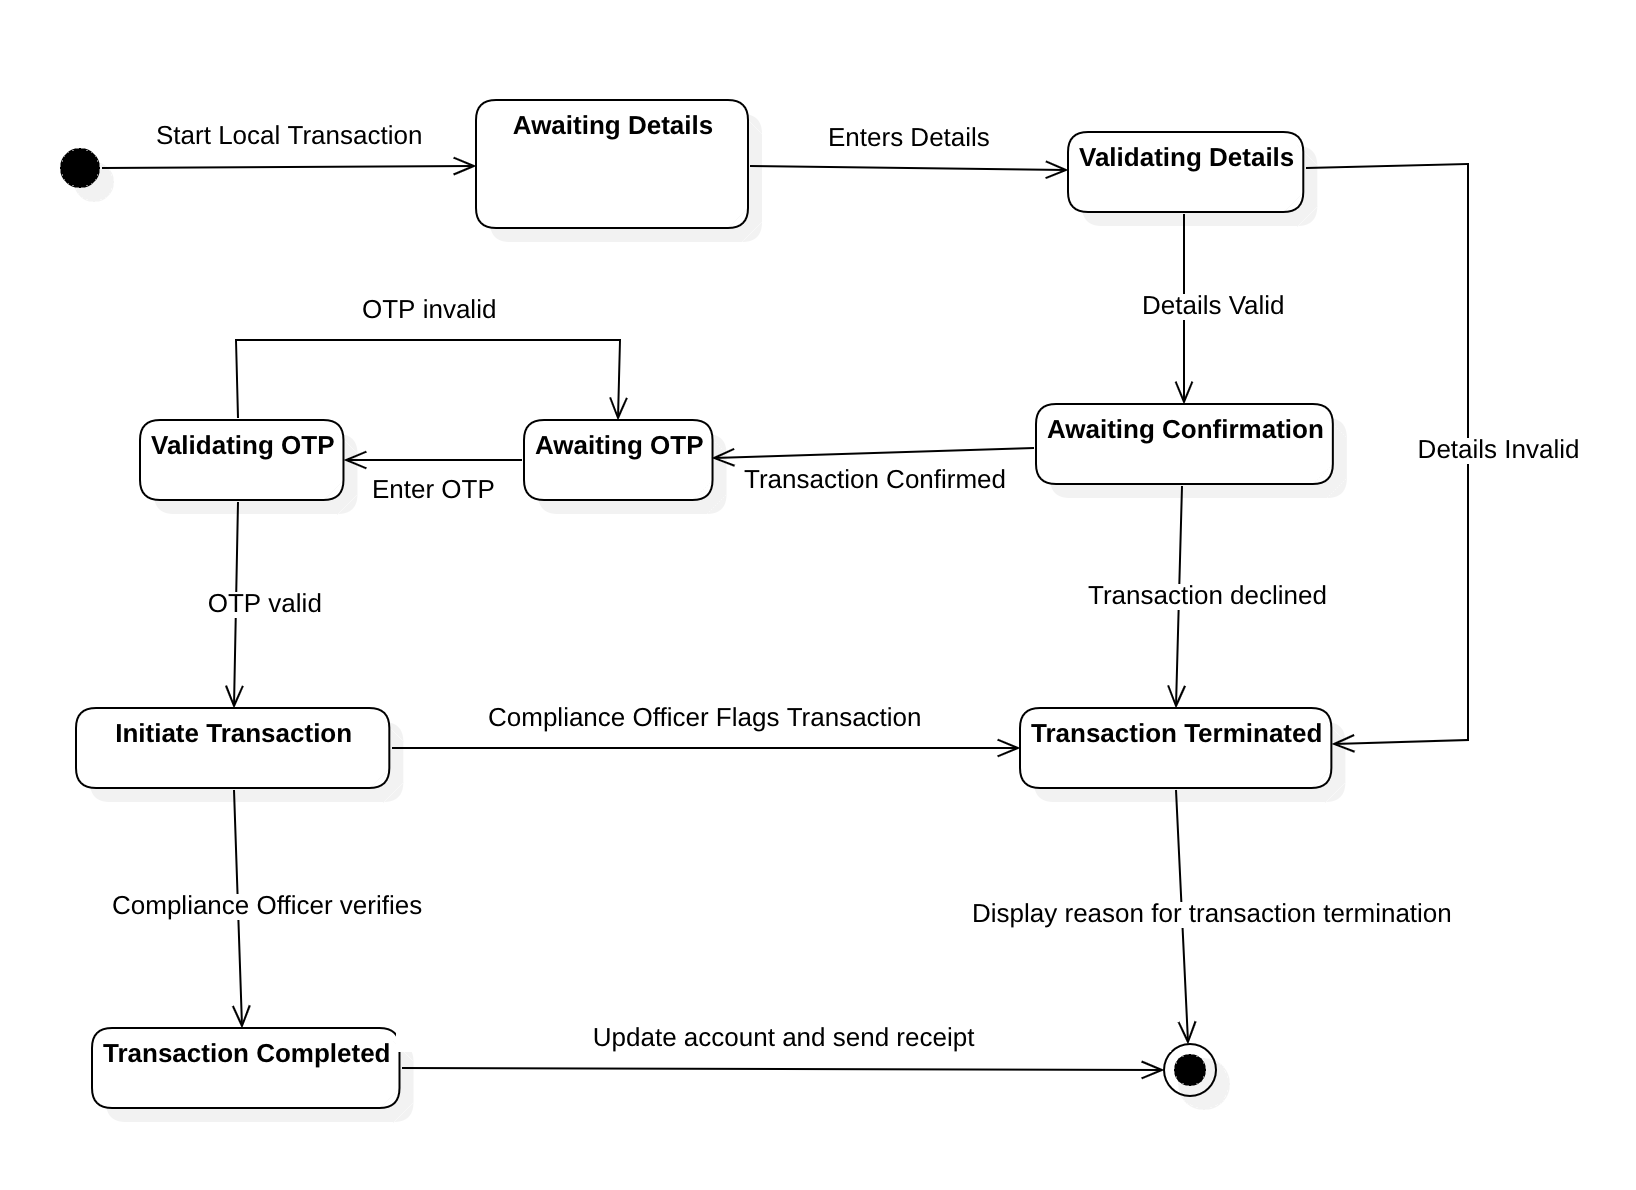 Start Local Transaction
Awaiting Details
Enters Details
Validating Details
OTP invalid
Details Valid
Validating OTP
Enter OTP
Awaiting OTP
Transaction Confirmed
Awaiting Confirmation
Details Invalid
OTP valid
Transaction declined
Initiate Transaction
Compliance Officer Flags Transaction
Transaction Terminated
Compliance Officer verifies
Display reason for transaction termination
Transaction Completed
Update account and send receipt